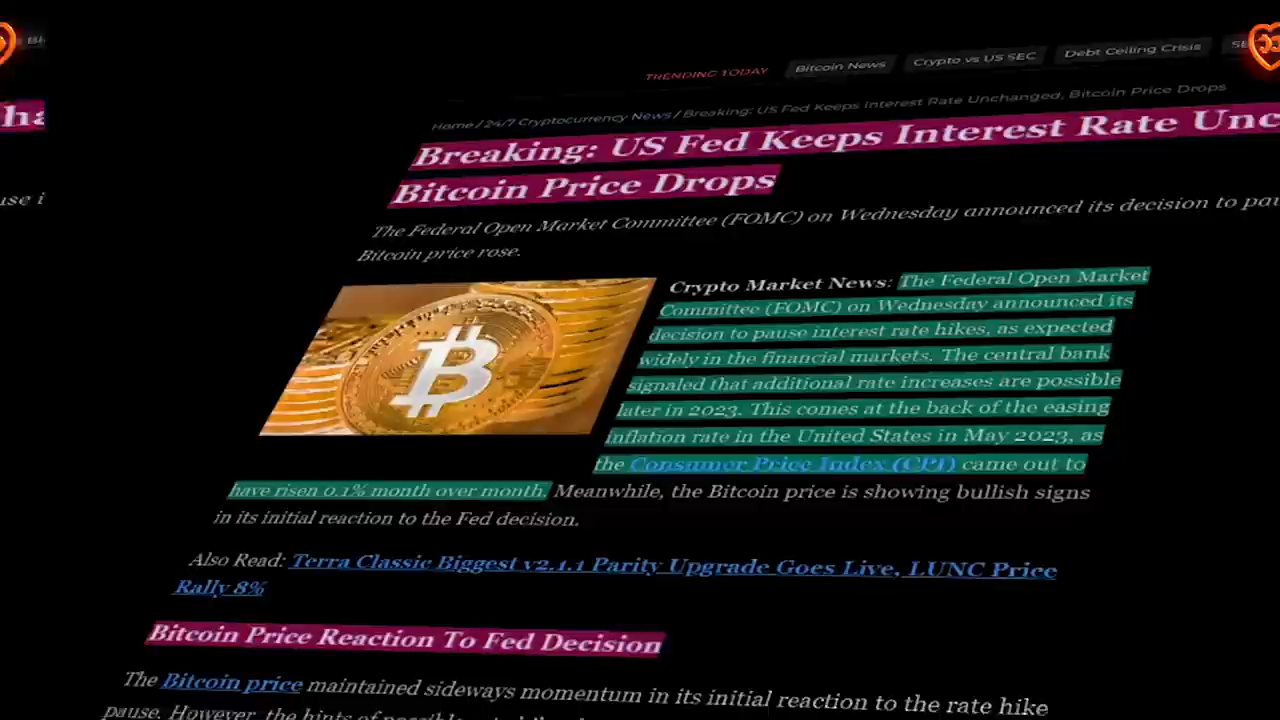 TRENDING TODAY Bitcoin News Crypto vs US SEC Debt Ceiling Crisis
Home / 24/7 Cryptocurrency News / Breaking: US Fed Keeps Interest Rate Unchanged, Bitcoin Price Drops
Breaking: US Fed Keeps Interest Rate Unc
Bitcoin Price Drops
The Federal Open Market Committee (FOMC) on Wednesday announced its decision to pau
Bitcoin price rose.
Crypto Market News: The Federal Open Market
Committee (FOMC) on Wednesday announced its
decision to pause interest rate hikes, as expected
widely in the financial markets. The central bank
signaled that additional rate increases are possible
later in 2023. This comes at the back of the easing
inflation rate in the United States in May 2023, as
the Consumer Price Index (CPI) came out to
have risen 0.1% month over month. Meanwhile, the Bitcoin price is showing bullish signs
in its initial reaction to the Fed decision.
Also Read: Terra Classic Biggest v2.1.1 Parity Upgrade Goes Live, LUNC Price
Rally 8%
Bitcoin Price Reaction To Fed Decision
The Bitcoin price maintained sideways momentum in its initial reaction to the rate hike
pause. However, the hints of